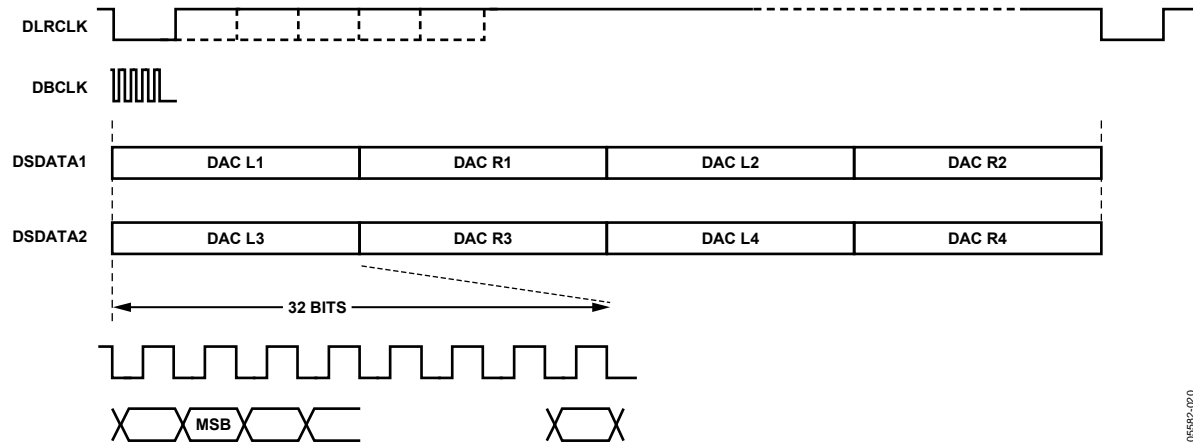 DLRCLK
DBCLK
DSDATA1 DAC L1 DAC R1 DAC L2 DAC R2
DSDATA2 DAC L3 DAC R3 DAC L4 DAC R4
32 BITS
MSB
05582-020